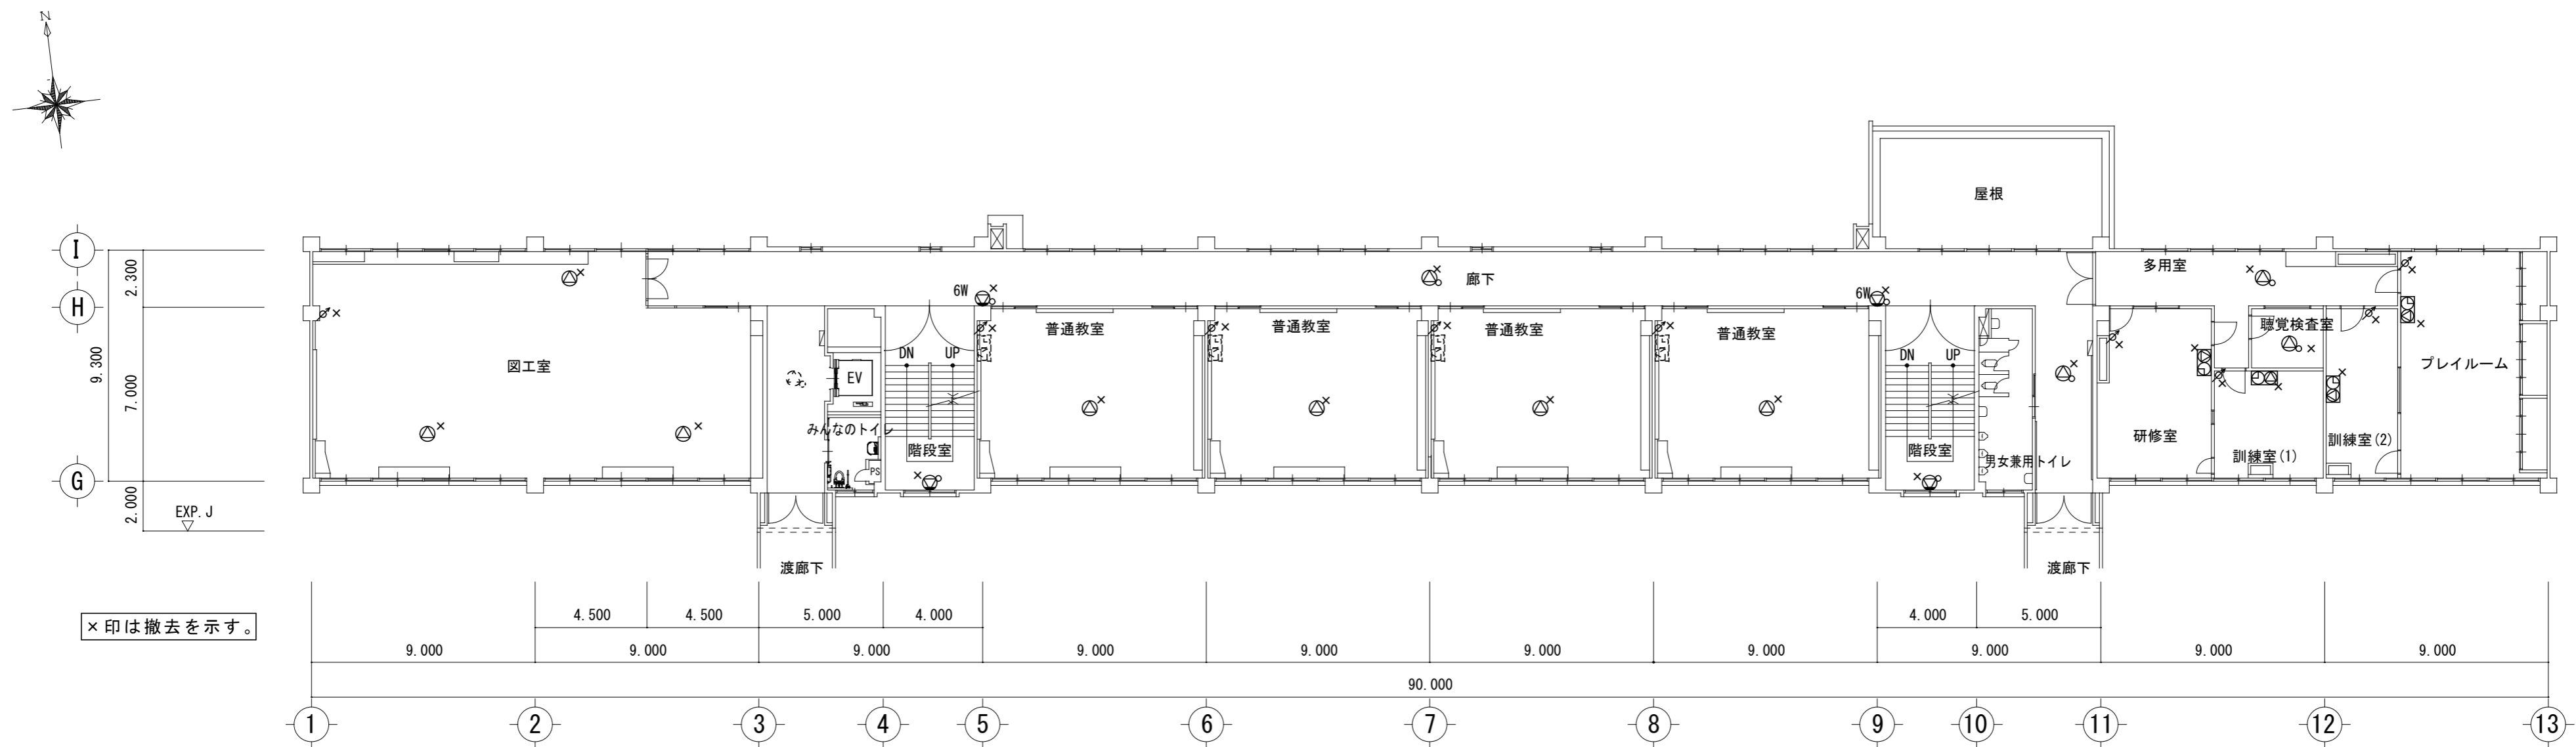 N
屋根
I
H
G
2.300
9.300
7.000
2.000
EXP.J
6W
廊下
6W
多用室
図工室
EV
DN
UP
みんなのトイレ
PS
階段室
普通教室
普通教室
普通教室
普通教室
DN
UP
階段室
男女兼用トイレ
研修室
聴覚検査室
訓練室(1)
訓練室(2)
プレイルーム
渡廊下
渡廊下
×印は撤去を示す。
4.500
4.500
5.000
4.000
4.000
5.000
9.000
9.000
9.000
9.000
9.000
9.000
9.000
9.000
9.000
9.000
90.000
1
2
3
4
5
6
7
8
9
10
11
12
13